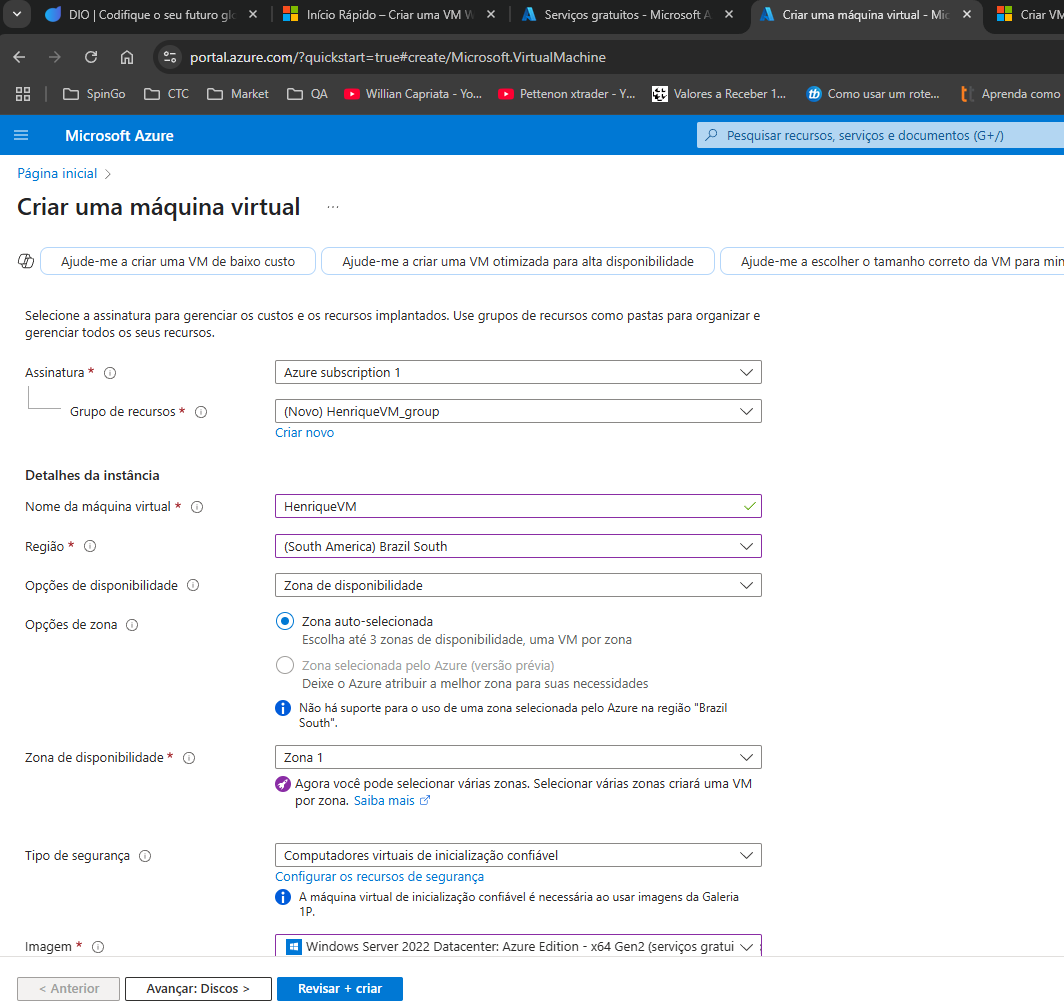 DIO | Codifique o seu futuro glo
Início Rápido – Criar uma VM W
Serviços gratuitos - Microsoft A
Criar uma máquina virtual - Mic
Criar VM
portal.azure.com/?quickstart=true#create/Microsoft.VirtualMachine
SpinGo
CTC
Market
QA
Willian Capriata - Yo...
Pettenon xtrader - Y...
Valores a Receber 1...
Como usar um rote...
Aprenda como
Microsoft Azure
Pesquisar recursos, serviços e documentos (G+/)
Página inicial >
Criar uma máquina virtual ...
Ajude-me a criar uma VM de baixo custo
Ajude-me a criar uma VM otimizada para alta disponibilidade
Ajude-me a escolher o tamanho correto da VM para min
Selecione a assinatura para gerenciar os custos e os recursos implantados. Use grupos de recursos como pastas para organizar e
gerenciar todos os seus recursos.
Assinatura *
Azure subscription 1
Grupo de recursos *
(Novo) HenriqueVM_group
Criar novo
Detalhes da instância
Nome da máquina virtual *
HenriqueVM
Região *
(South America) Brazil South
Opções de disponibilidade
Zona de disponibilidade
Opções de zona
Zona auto-selecionada
Escolha até 3 zonas de disponibilidade, uma VM por zona
Zona selecionada pelo Azure (versão prévia)
Deixe o Azure atribuir a melhor zona para suas necessidades
Não há suporte para o uso de uma zona selecionada pelo Azure na região "Brazil
South".
Zona de disponibilidade *
Zona 1
Agora você pode selecionar várias zonas. Selecionar várias zonas criará uma VM
por zona. Saiba mais
Tipo de segurança
Computadores virtuais de inicialização confiável
Configurar os recursos de segurança
A máquina virtual de inicialização confiável é necessária ao usar imagens da Galeria
1P.
Imagem *
Windows Server 2022 Datacenter: Azure Edition - x64 Gen2 (serviços gratui
< Anterior
Avançar: Discos >
Revisar + criar